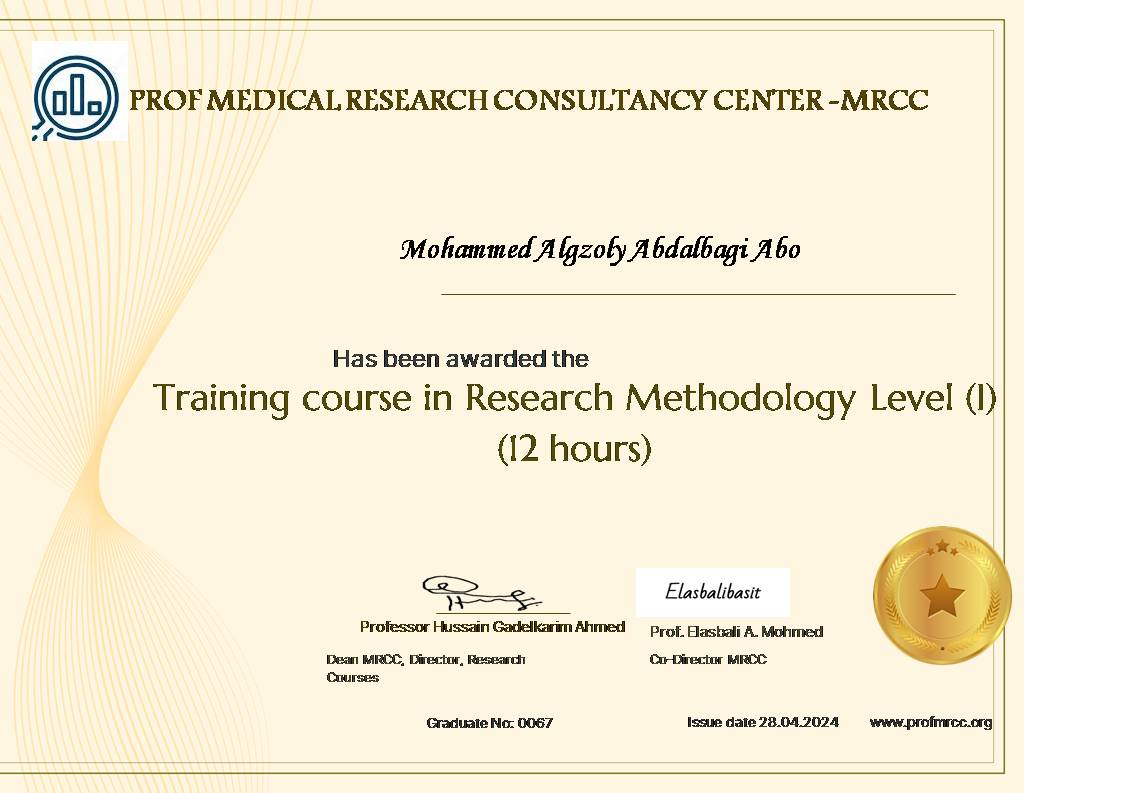 PROF MEDICAL RESEARCH CONSULTANCY CENTER -MRCC
Mohammed Algzoly Abdalbagi Abo
Has been awarded the
Training course in Research Methodology Level (I)
(12 hours)
Elasbalibasit
Professor Hussain Gadelkarim Ahmed
Prof. Elasbali A. Mohmed
Dean MRCC, Director, Research
Courses
Co-Director MRCC
Graduate No: 0067
Issue date 28.04.2024
www.profmrcc.org